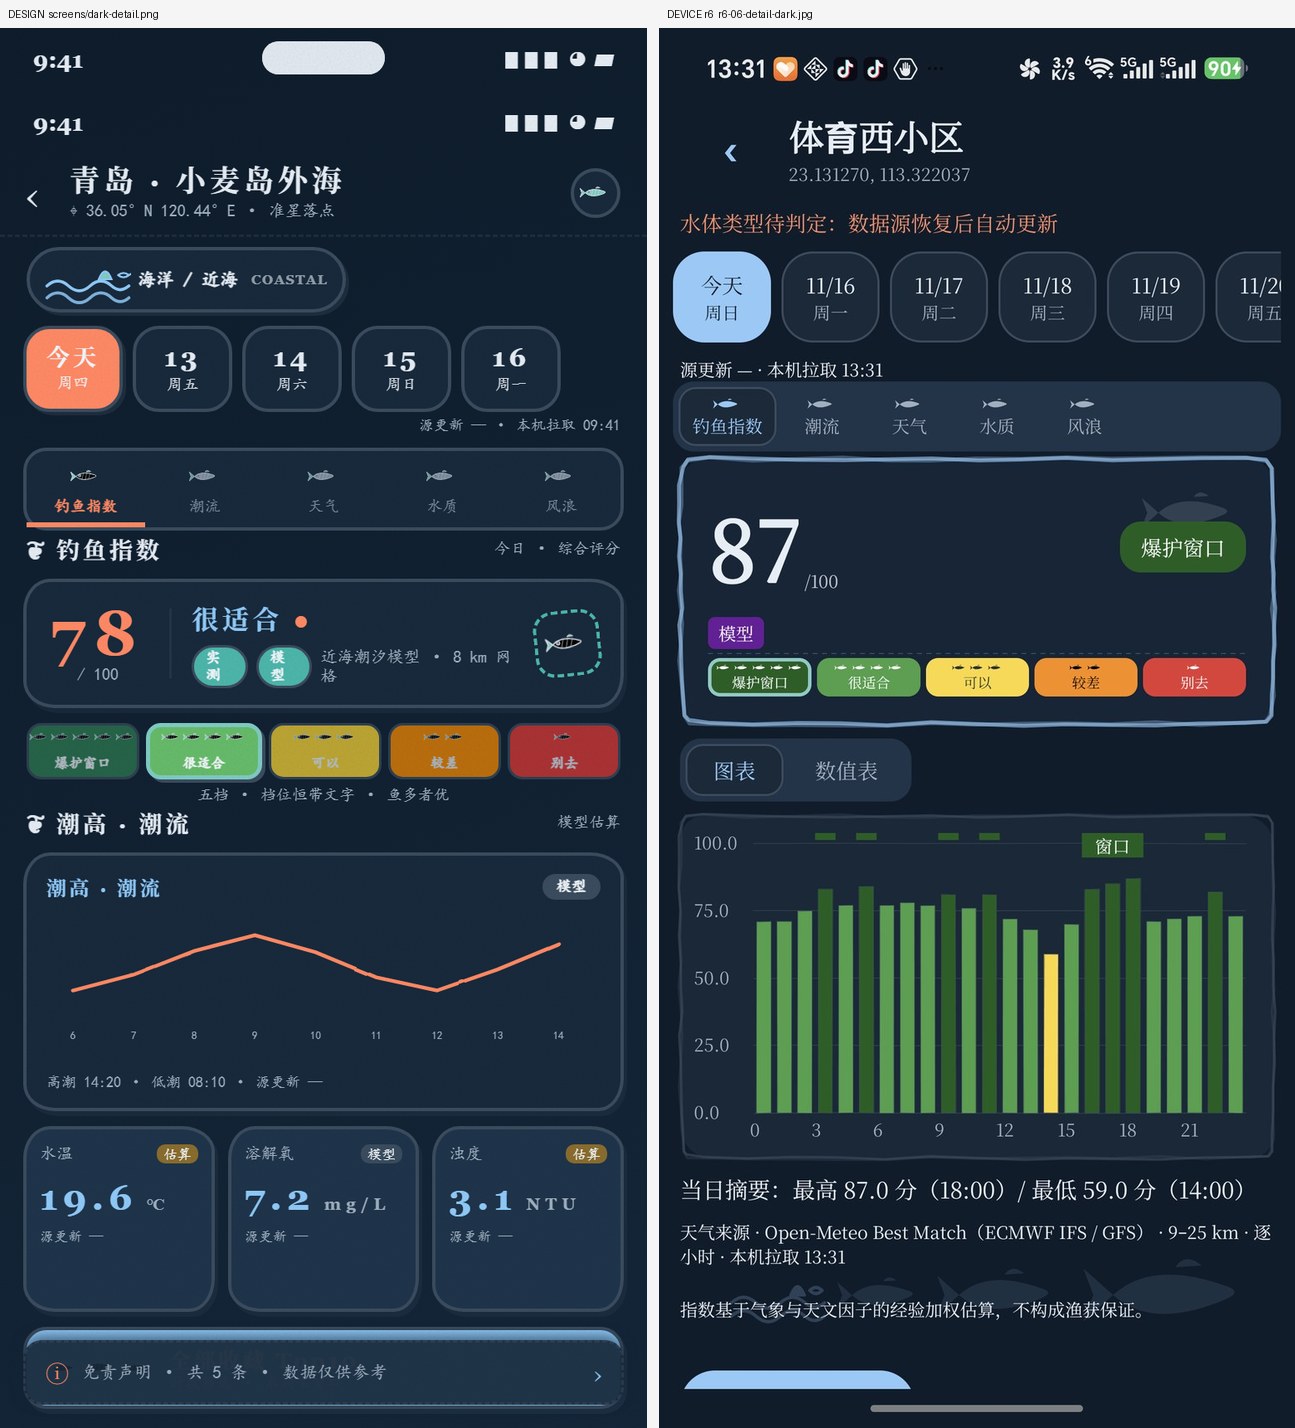 DESIGN screens/dark-detail.png
9:41
9:41
青岛 · 小麦岛外海
36.05° N 120.44° E • 准星落点
海洋 / 近海 COASTAL
今天 13 14 15 16
周四 周五 周六 周日 周一
源更新 — • 本机拉取 09:41
钓鱼指数 潮流 天气 水质 风浪
钓鱼指数 今日 • 综合评分
78 / 100
很适合
实测 模型 近海潮汐模型 • 8 km 网格
爆护窗口 很适合 可以 较差 别去
五档 • 档位恒带文字 • 鱼多者优
潮高 · 潮流 模型估算
潮高 · 潮流 模型
6 7 8 9 10 11 12 13 14
高潮 14:20 • 低潮 08:10 • 源更新 —
水温 估算 溶解氧 模型 浊度 估算
19.6 ℃ 7.2 mg/L 3.1 NTU
源更新 — 源更新 — 源更新 —
免责声明 • 共 5 条 • 数据仅供参考
DEVICE r6 r6-06-detail-dark.jpg
13:31 3.9 K/s 6 5G 5G 90
体育西小区
23.131270, 113.322037
水体类型待判定：数据源恢复后自动更新
今天 11/16 11/17 11/18 11/19 11/20
周日 周一 周二 周三 周四 周五
源更新 — · 本机拉取 13:31
钓鱼指数 潮流 天气 水质 风浪
87 /100
爆护窗口
模型
爆护窗口 很适合 可以 较差 别去
图表 数值表
窗口
100.0
75.0
50.0
25.0
0.0
0 3 6 9 12 15 18 21
当日摘要：最高 87.0 分（18:00）/ 最低 59.0 分（14:00）
天气来源 · Open-Meteo Best Match（ECMWF IFS / GFS） · 9–25 km · 逐
小时 · 本机拉取 13:31
指数基于气象与天文因子的经验加权估算，不构成渔获保证。